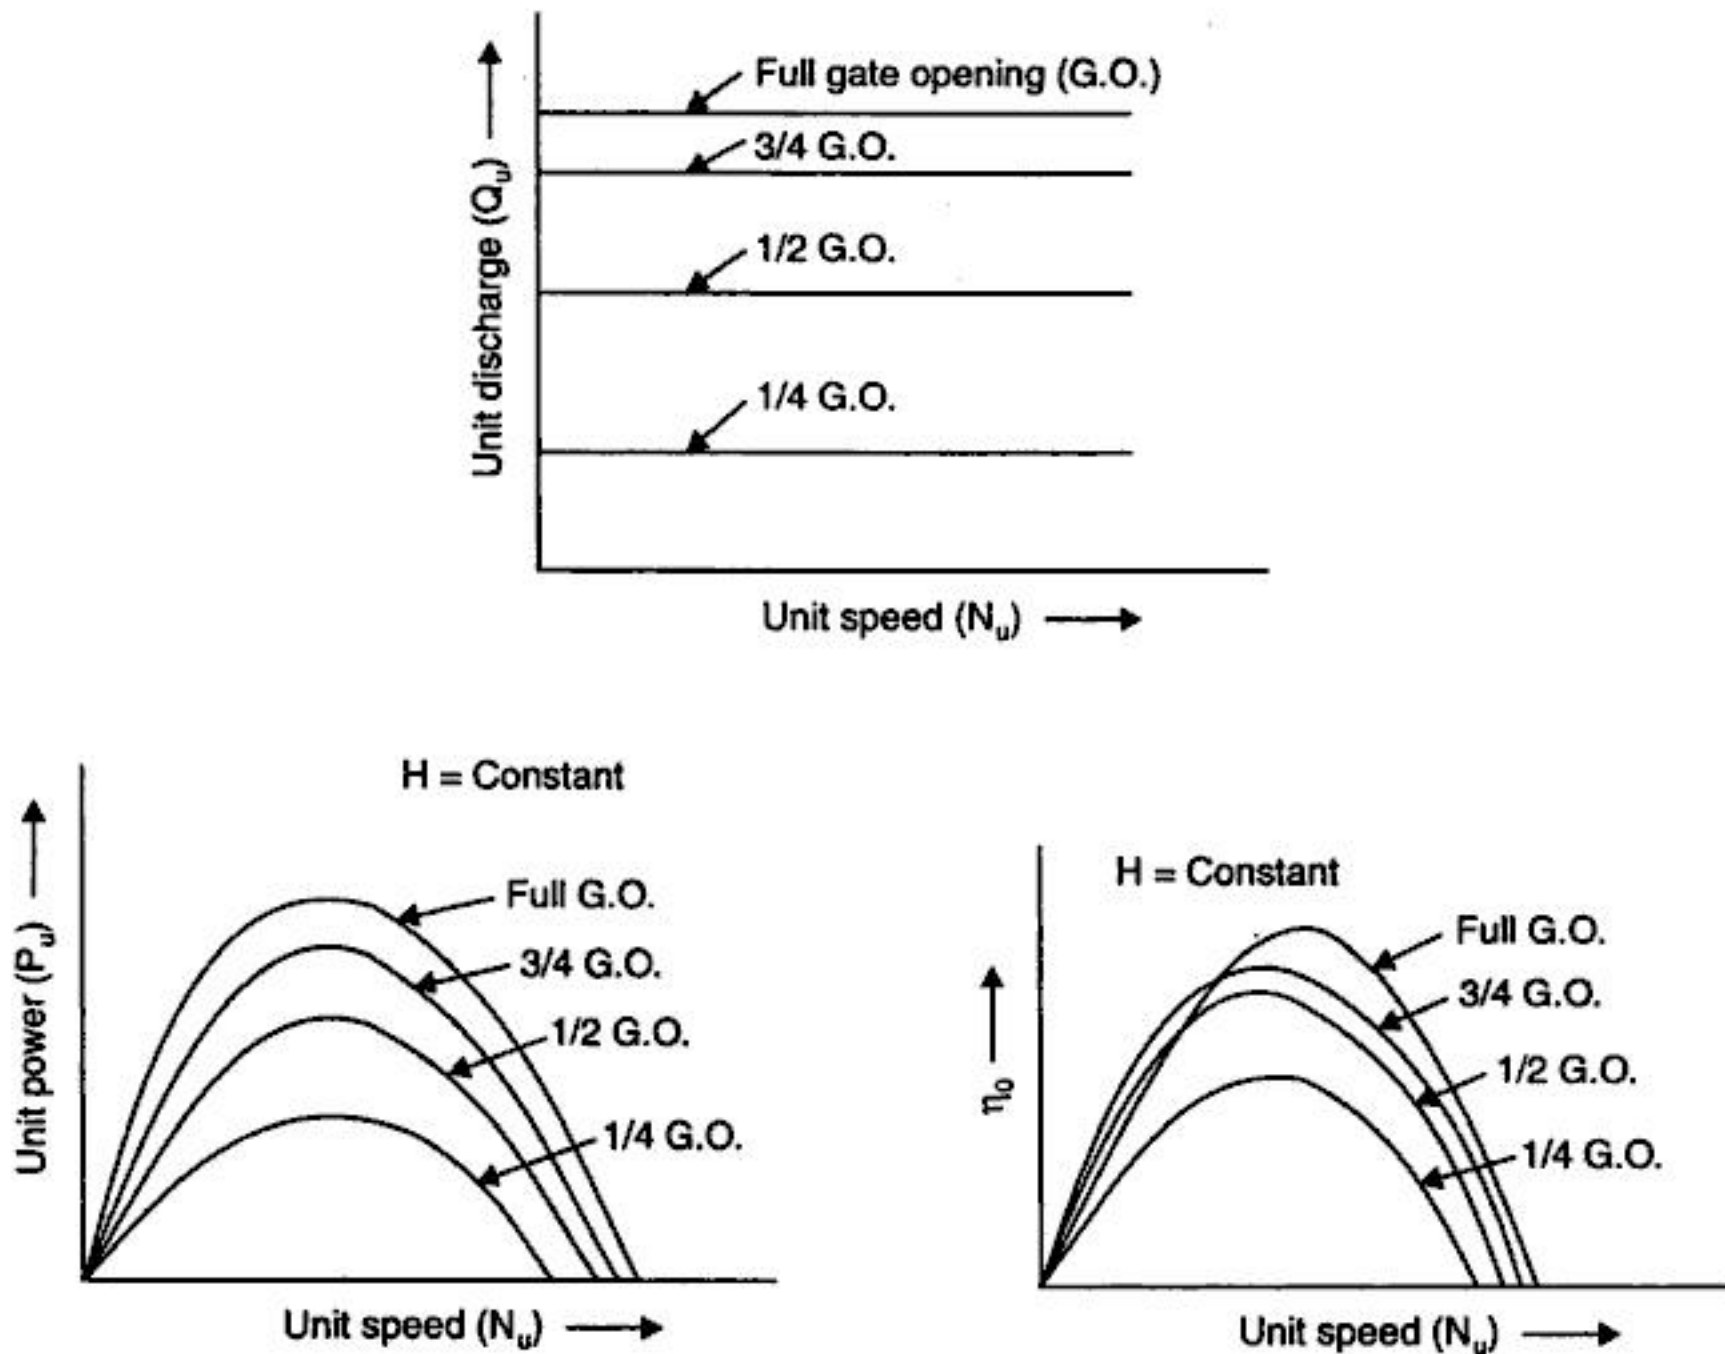 Full gate opening (G.O.)
3/4 G.O.
1/2 G.O.
1/4 G.O.
Unit discharge (Qᵤ)
Unit speed (Nᵤ)
H = Constant
Full G.O.
3/4 G.O.
1/2 G.O.
1/4 G.O.
Unit power (Pᵤ)
Unit speed (Nᵤ)
H = Constant
Full G.O.
3/4 G.O.
1/2 G.O.
1/4 G.O.
η₀
Unit speed (Nᵤ)